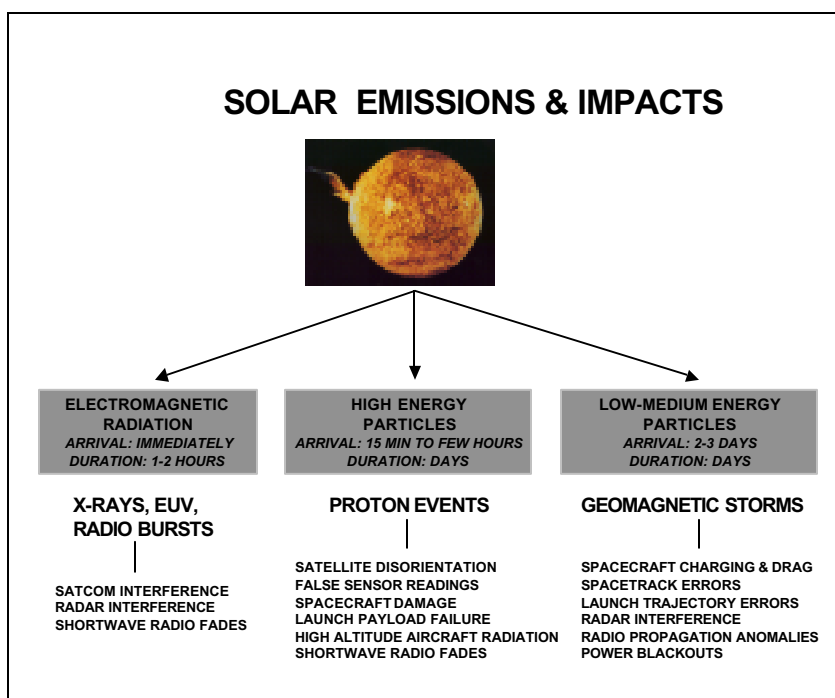 SOLAR EMISSIONS & IMPACTS
ELECTROMAGNETIC
RADIATION
ARRIVAL: IMMEDIATELY
DURATION: 1-2 HOURS
X-RAYS, EUV,
RADIO BURSTS
SATCOM INTERFERENCE
RADAR INTERFERENCE
SHORTWAVE RADIO FADES
HIGH ENERGY
PARTICLES
ARRIVAL: 15 MIN TO FEW HOURS
DURATION: DAYS
PROTON EVENTS
SATELLITE DISORIENTATION
FALSE SENSOR READINGS
SPACECRAFT DAMAGE
LAUNCH PAYLOAD FAILURE
HIGH ALTITUDE AIRCRAFT RADIATION
SHORTWAVE RADIO FADES
LOW-MEDIUM ENERGY
PARTICLES
ARRIVAL: 2-3 DAYS
DURATION: DAYS
GEOMAGNETIC STORMS
SPACECRAFT CHARGING & DRAG
SPACETRACK ERRORS
LAUNCH TRAJECTORY ERRORS
RADAR INTERFERENCE
RADIO PROPAGATION ANOMALIES
POWER BLACKOUTS